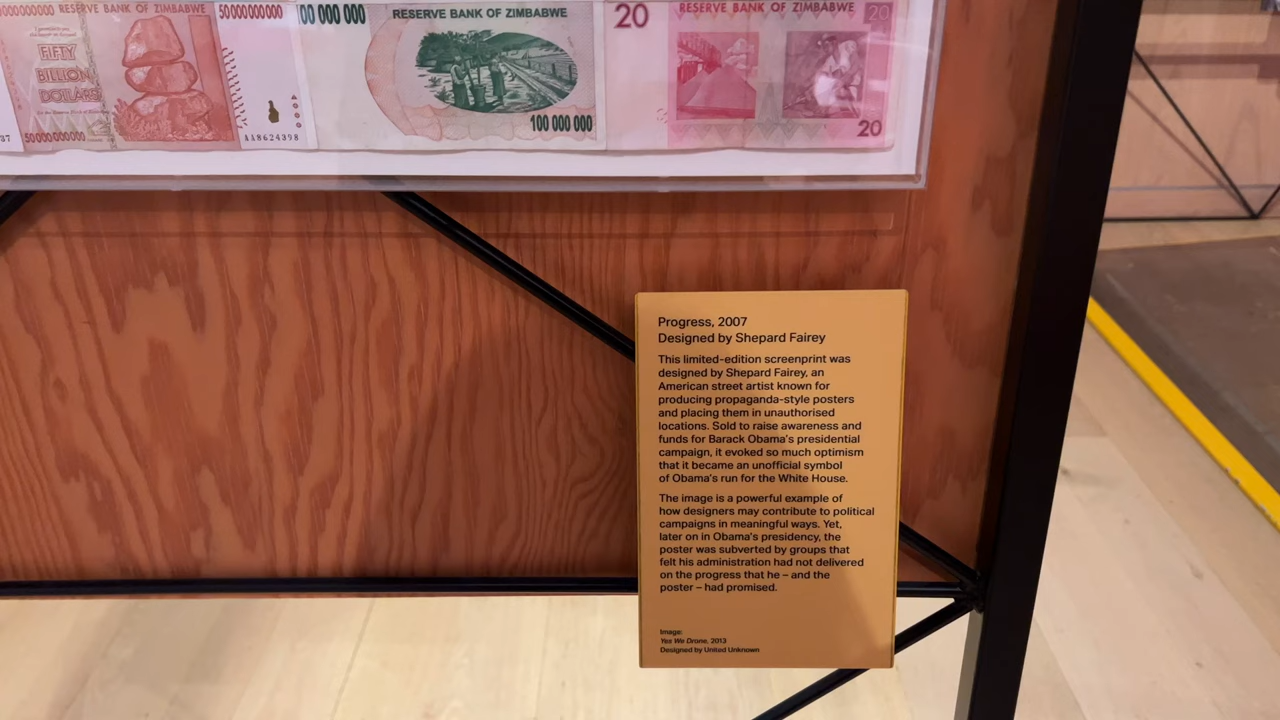 RESERVE BANK OF ZIMBABWE
50000000000
FIFTY
BILLION
DOLLARS
50000000000
AA8624398
37
00 000 000
RESERVE BANK OF ZIMBABWE
100 000 000
20
RESERVE BANK OF ZIMBABWE
20
20
Progress, 2007
Designed by Shepard Fairey
This limited-edition screenprint was
designed by Shepard Fairey, an
American street artist known for
producing propaganda-style posters
and placing them in unauthorised
locations. Sold to raise awareness and
funds for Barack Obama's presidential
campaign, it evoked so much optimism
that it became an unofficial symbol
of Obama's run for the White House.
The image is a powerful example of
how designers may contribute to political
campaigns in meaningful ways. Yet,
later on in Obama's presidency, the
poster was subverted by groups that
felt his administration had not delivered
on the progress that he – and the
poster – had promised.
Image:
Yes We Drone, 2013
Designed by United Unknown